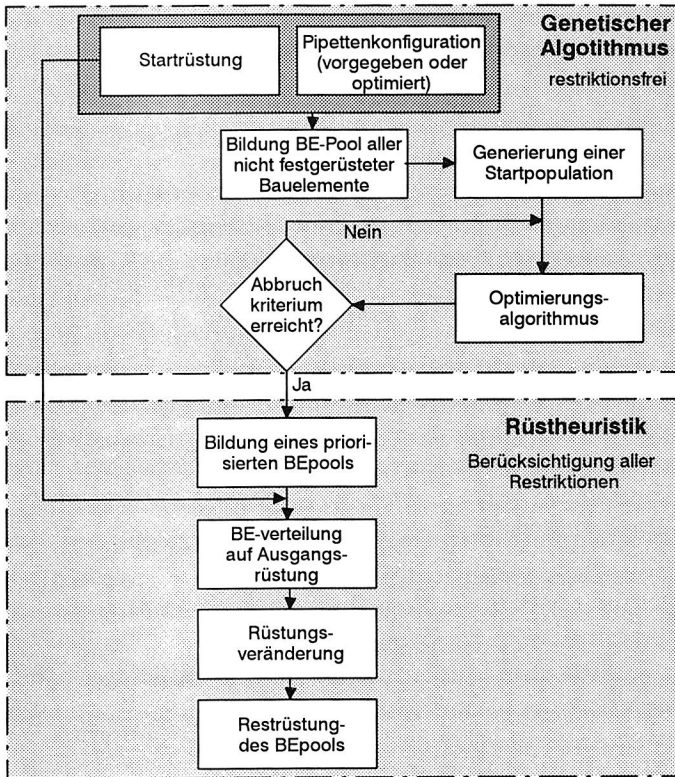 Genetischer
Algotithmus
restriktionsfrei
Startrüstung
Pipettenkonfiguration
(vorgegeben oder
optimiert)
Bildung BE-Pool aller
nicht festgerüsteter
Bauelemente
Generierung einer
Startpopulation
Nein
Abbruch
kriterium
erreicht?
Optimierungs-
algorithmus
Ja
Rüstheuristik
Berücksichtigung aller
Restriktionen
Bildung eines priori-
sierten BEpools
BE-verteilung
auf Ausgangs-
rüstung
Rüstungs-
veränderung
Restrüstung-
des BEpools